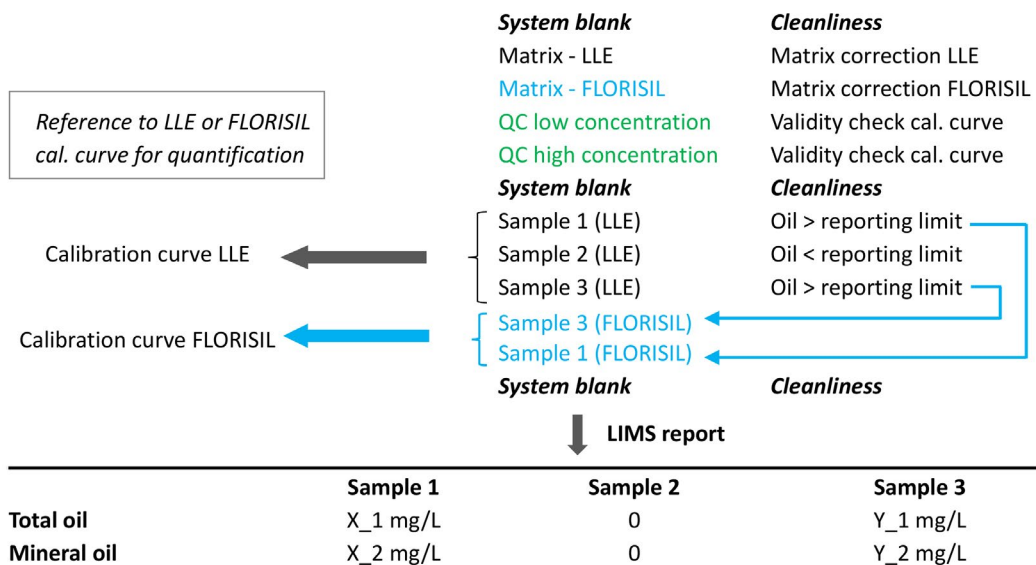 System blank Cleanliness
Matrix - LLE Matrix correction LLE
Matrix - FLORISIL Matrix correction FLORISIL
Reference to LLE or FLORISIL
cal. curve for quantification
QC low concentration Validity check cal. curve
QC high concentration Validity check cal. curve
System blank Cleanliness
Sample 1 (LLE) Oil > reporting limit
Calibration curve LLE Sample 2 (LLE) Oil < reporting limit
Sample 3 (LLE) Oil > reporting limit
Sample 3 (FLORISIL)
Calibration curve FLORISIL Sample 1 (FLORISIL)
System blank Cleanliness
LIMS report
Sample 1 Sample 2 Sample 3
Total oil X_1 mg/L 0 Y_1 mg/L
Mineral oil X_2 mg/L 0 Y_2 mg/L